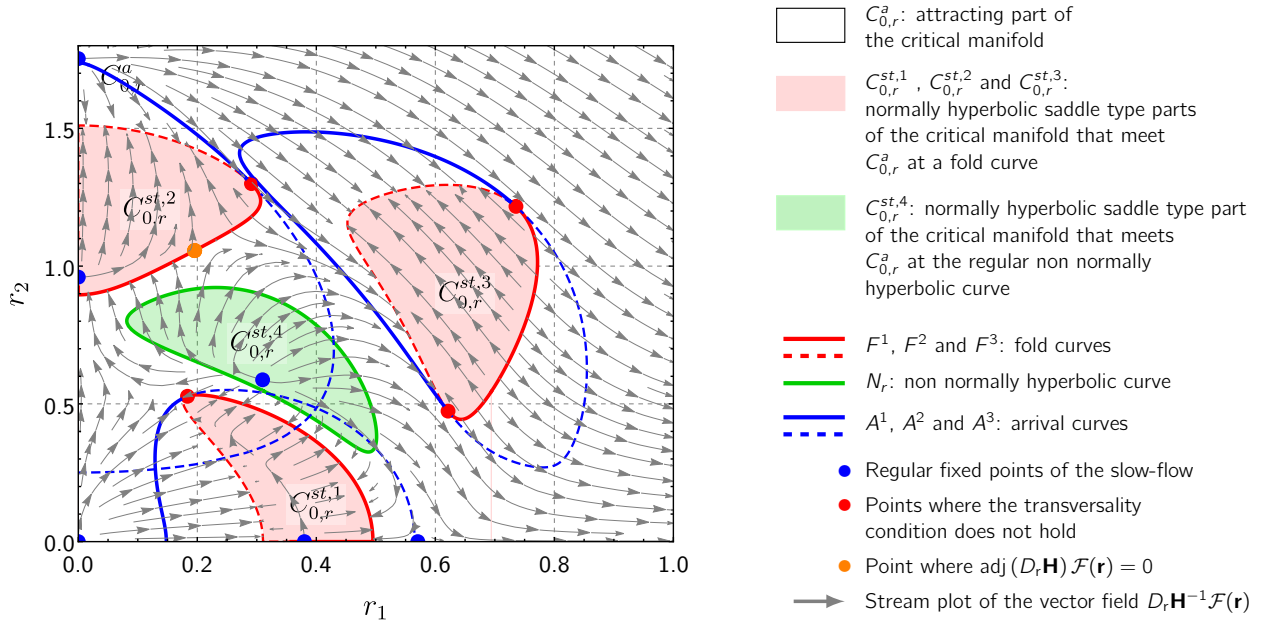 C^a_{0,r}
C^{st,2}_{0,r}
C^{st,3}_{0,r}
C^{st,4}_{0,r}
C^{st,1}_{0,r}
1.5
1.0
0.5
0.0
r_2
0.0 0.2 0.4 0.6 0.8 1.0
r_1
C^a_{0,r}: attracting part of
the critical manifold
C^{st,1}_{0,r} , C^{st,2}_{0,r} and C^{st,3}_{0,r}:
normally hyperbolic saddle type parts
of the critical manifold that meet
C^a_{0,r} at a fold curve
C^{st,4}_{0,r}: normally hyperbolic saddle type part
of the critical manifold that meets
C^a_{0,r} at the regular non normally
hyperbolic curve
F^1, F^2 and F^3: fold curves
N_r: non normally hyperbolic curve
A^1, A^2 and A^3: arrival curves
Regular fixed points of the slow-flow
Points where the transversality
condition does not hold
Point where adj (D_r H) F(r) = 0
Stream plot of the vector field D_r H^{-1} F(r)